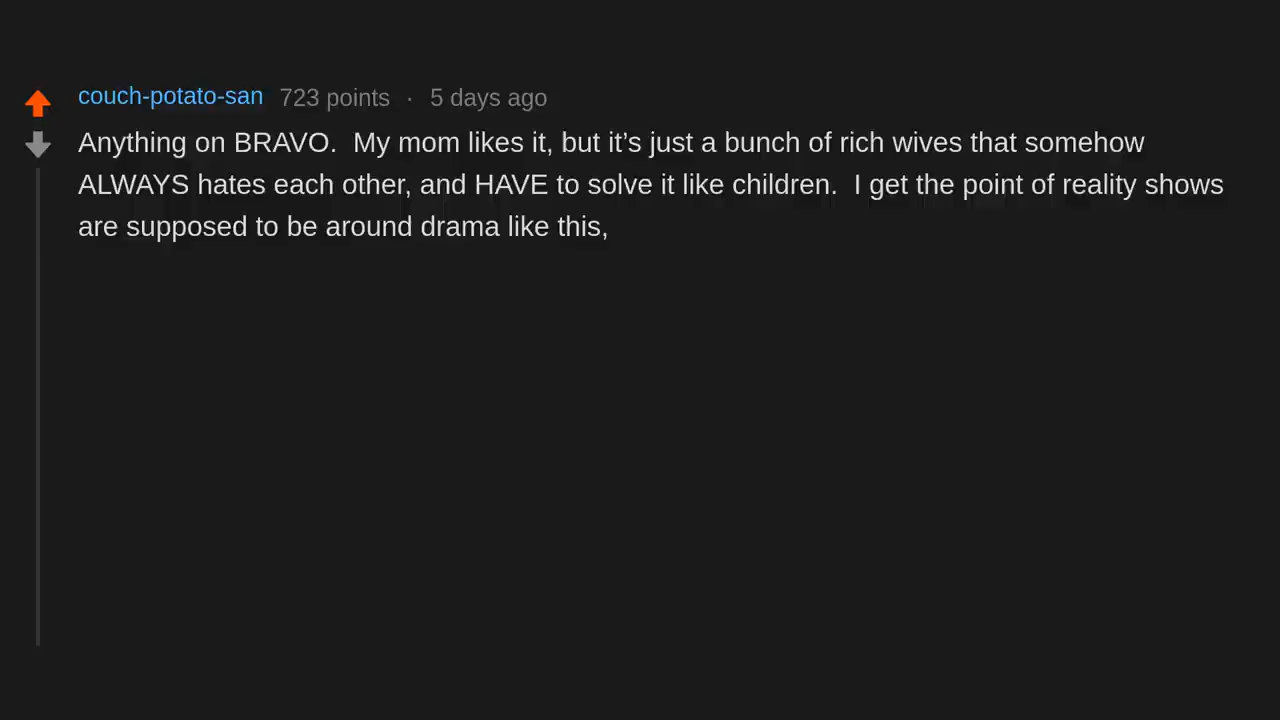 couch-potato-san 723 points · 5 days ago
Anything on BRAVO.  My mom likes it, but it’s just a bunch of rich wives that somehow
ALWAYS hates each other, and HAVE to solve it like children.  I get the point of reality shows
are supposed to be around drama like this,